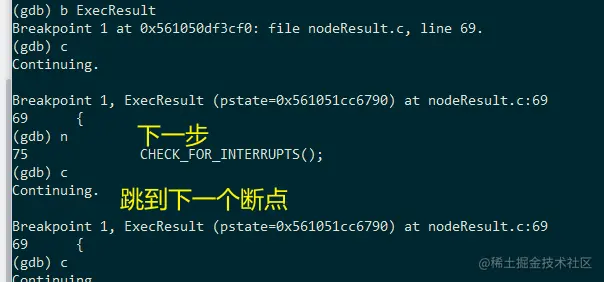 (gdb) b ExecResult
Breakpoint 1 at 0x561050df3cf0: file nodeResult.c, line 69.
(gdb) c
Continuing.
Breakpoint 1, ExecResult (pstate=0x561051cc6790) at nodeResult.c:69
69 {
(gdb) n
下一步
75 CHECK_FOR_INTERRUPTS();
(gdb) c
Continuing.
跳到下一个断点
Breakpoint 1, ExecResult (pstate=0x561051cc6790) at nodeResult.c:69
69 {
(gdb) c
Continuing.
@稀土掘金技术社区